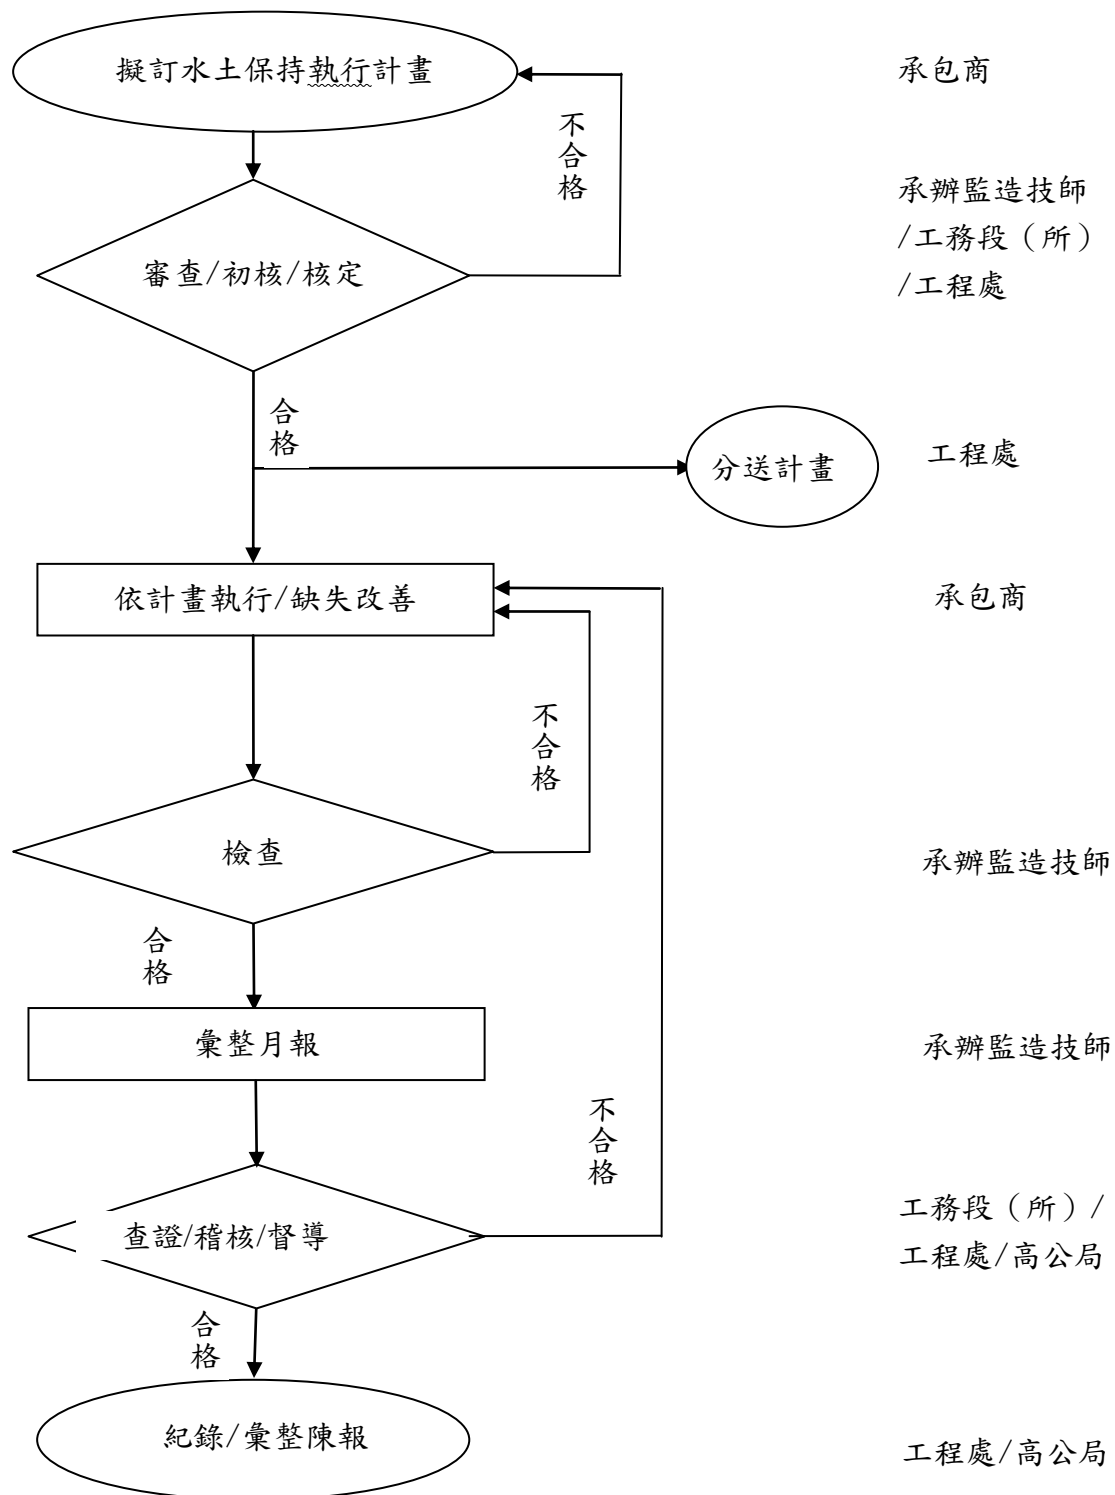 擬訂水土保持執行計畫
承包商
不合格
審查/初核/核定
承辦監造技師
/工務段（所）
/工程處
合格
分送計畫
工程處
依計畫執行/缺失改善
承包商
不合格
檢查
承辦監造技師
合格
彙整月報
承辦監造技師
不合格
查證/稽核/督導
工務段（所）/
工程處/高公局
合格
紀錄/彙整陳報
工程處/高公局